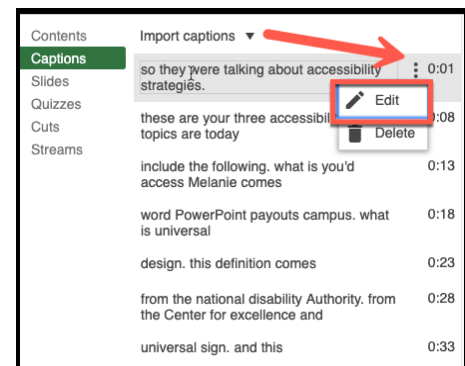 Contents
Captions
Slides
Quizzes
Cuts
Streams
Import captions
so they were talking about accessibility
strategies.
0:01
Edit
Delete
these are your three
topics are today
:08
include the following. what is you'd
access Melanie comes
0:13
word PowerPoint payouts campus. what
is universal
0:18
design. this definition comes
0:23
from the national disability Authority. from
the Center for excellence and
0:28
universal sign. and this
0:33